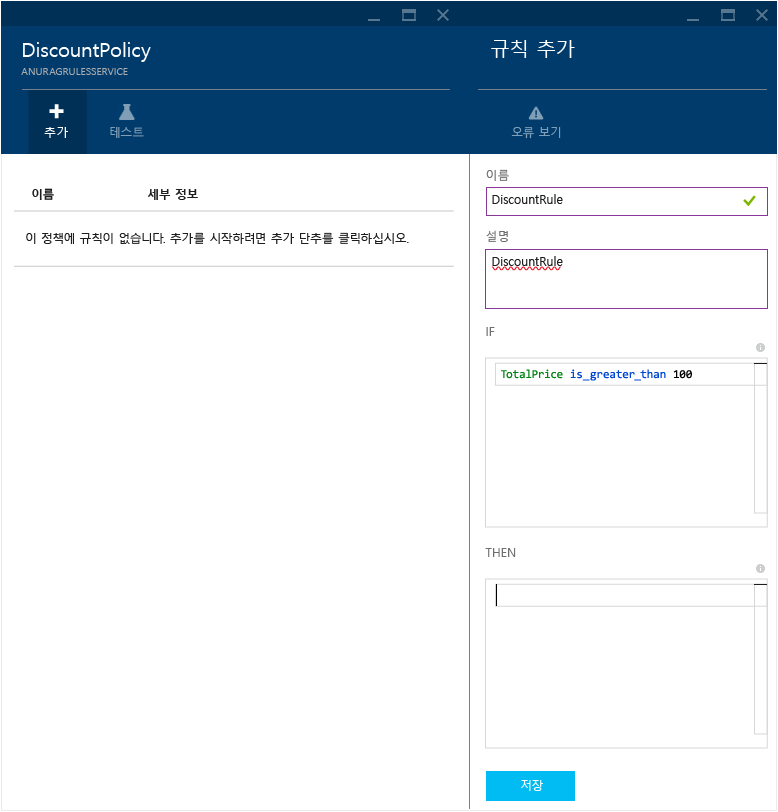 DiscountPolicy
ANURAGRULESSERVICE
추가
테스트
이름 세부 정보
이 정책에 규칙이 없습니다. 추가를 시작하려면 추가 단추를 클릭하십시오.
규칙 추가
오류 보기
이름
DiscountRule
설명
DiscountRule
IF
TotalPrice is_greater_than 100
THEN
저장